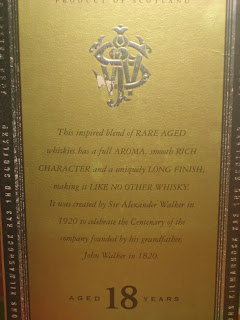 PRODUCT OF SCOTLAND
This inspired blend of RARE AGED
whiskies has a full AROMA, smooth RICH
CHARACTER and a uniquely LONG FINISH,
making it LIKE NO OTHER WHISKY.
It was created by Sir Alexander Walker in
1920 to celebrate the Centenary of the
company founded by his grandfather,
John Walker in 1820.
AGED 18 YEARS